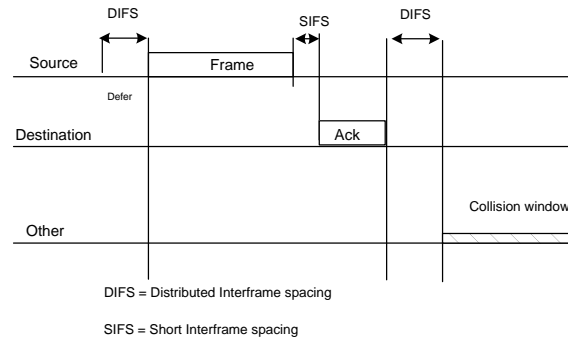 DIFS
SIFS
DIFS
Source
Frame
Defer
Destination
Ack
Collision window
Other
DIFS = Distributed Interframe spacing
SIFS = Short Interframe spacing